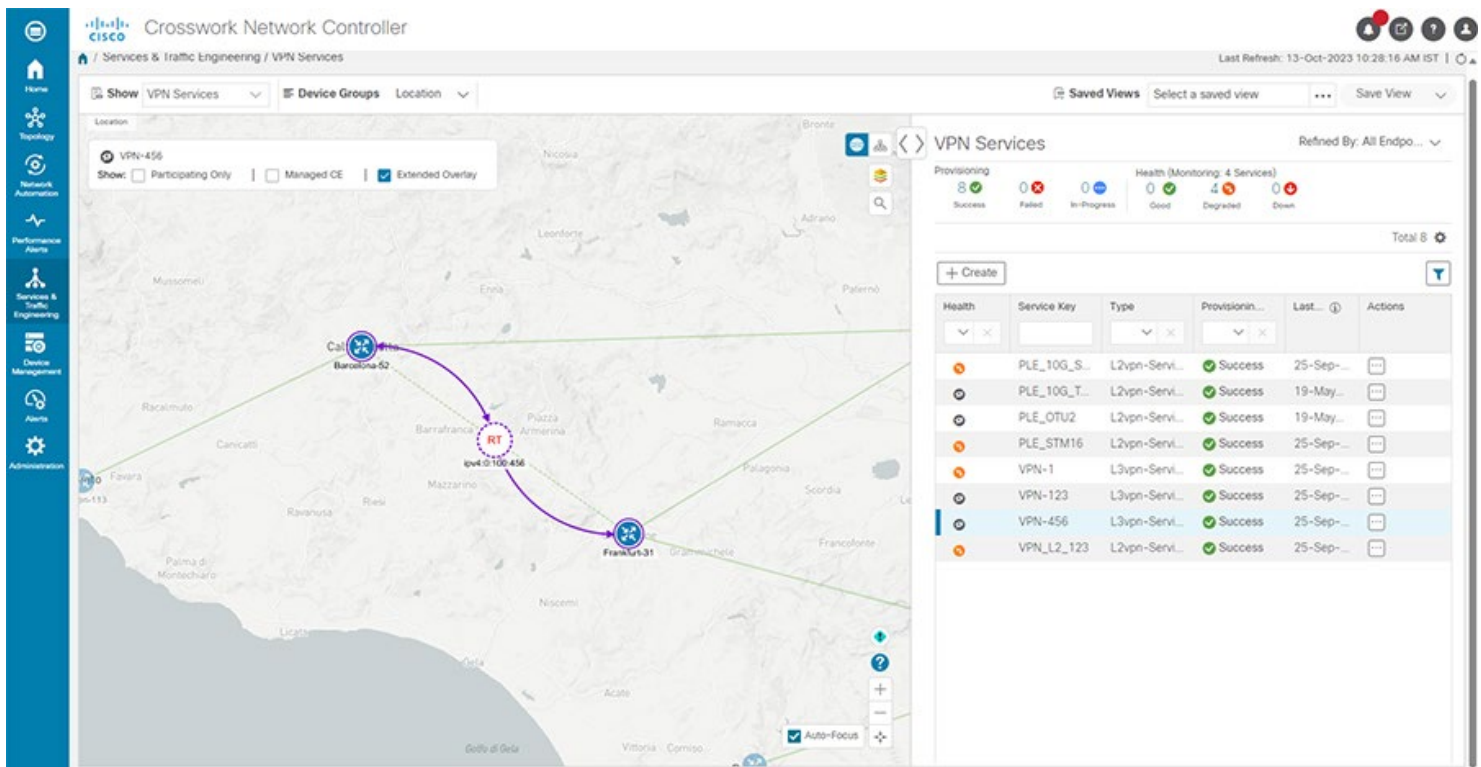 CISCO Crosswork Network Controller
/ Services & Traffic Engineering / VPN Services
Last Refresh: 13-Oct-2023 10:28:16 AM IST |
Home
Topology
Network Automation
Performance Alerts
Services & Traffic Engineering
Device Management
Alerts
Administration
Show VPN Services
Device Groups Location
Saved Views Select a saved view ... Save View
Location
VPN-456
Show: Participating Only | Managed CE | Extended Overlay
Bronte
Nicosia
Adrano
Leonforte
Mussomeli
Enna
Paternò
Barcelona-52
Racalmuto
Piazza Armerina
Barrafranca
RT
ipv4:0:100:456
Ramacca
Canicattì
Favara
Mazzarino
Palagonia
Scordia
Riesi
Ravanusa
Frankfurt-31
Grammichele
Francofonte
Palma di Montechiaro
Niscemi
Licata
Gela
Acate
Golfo di Gela
Vittoria
Comiso
Auto-Focus
VPN Services
Refined By: All Endpo...
Provisioning
Health (Monitoring: 4 Services)
8 0 0 0 4 0
Success Failed In-Progress Good Degraded Down
Total 8
+ Create
Health Service Key Type Provisionin... Last... Actions
PLE_10G_S... L2vpn-Servi... Success 25-Sep-...
PLE_10G_T... L2vpn-Servi... Success 19-May...
PLE_OTU2 L2vpn-Servi... Success 19-May...
PLE_STM16 L2vpn-Servi... Success 25-Sep-...
VPN-1 L3vpn-Servi... Success 25-Sep-...
VPN-123 L3vpn-Servi... Success 25-Sep-...
VPN-456 L3vpn-Servi... Success 25-Sep-...
VPN_L2_123 L2vpn-Servi... Success 25-Sep-...